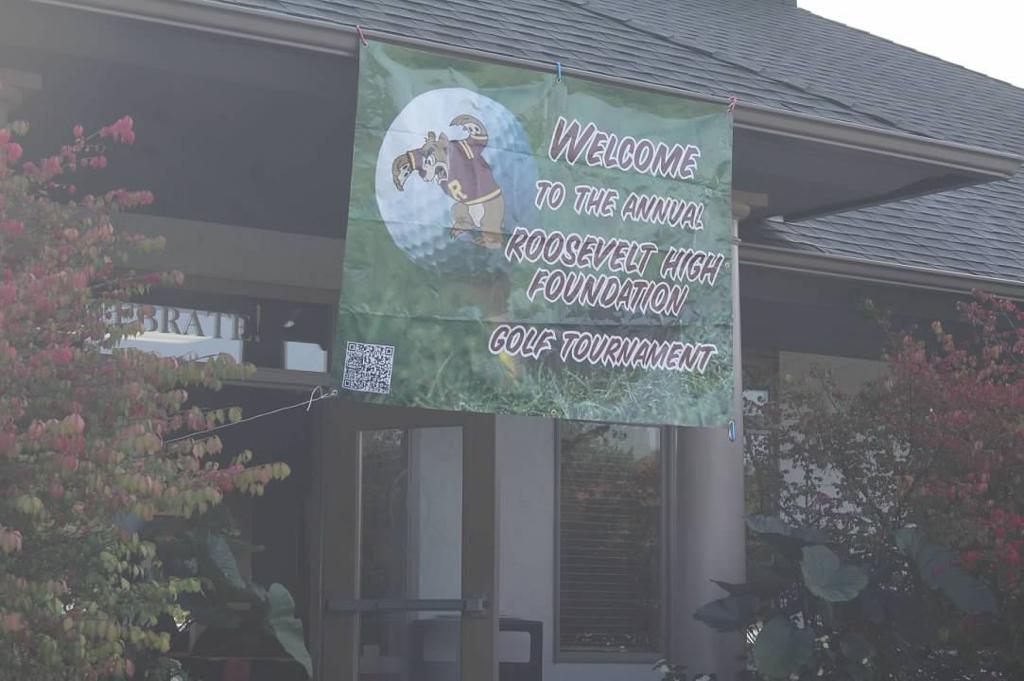 WELCOME
TO THE ANNUAL
ROOSEVELT HIGH
FOUNDATION
GOLF TOURNAMENT
R